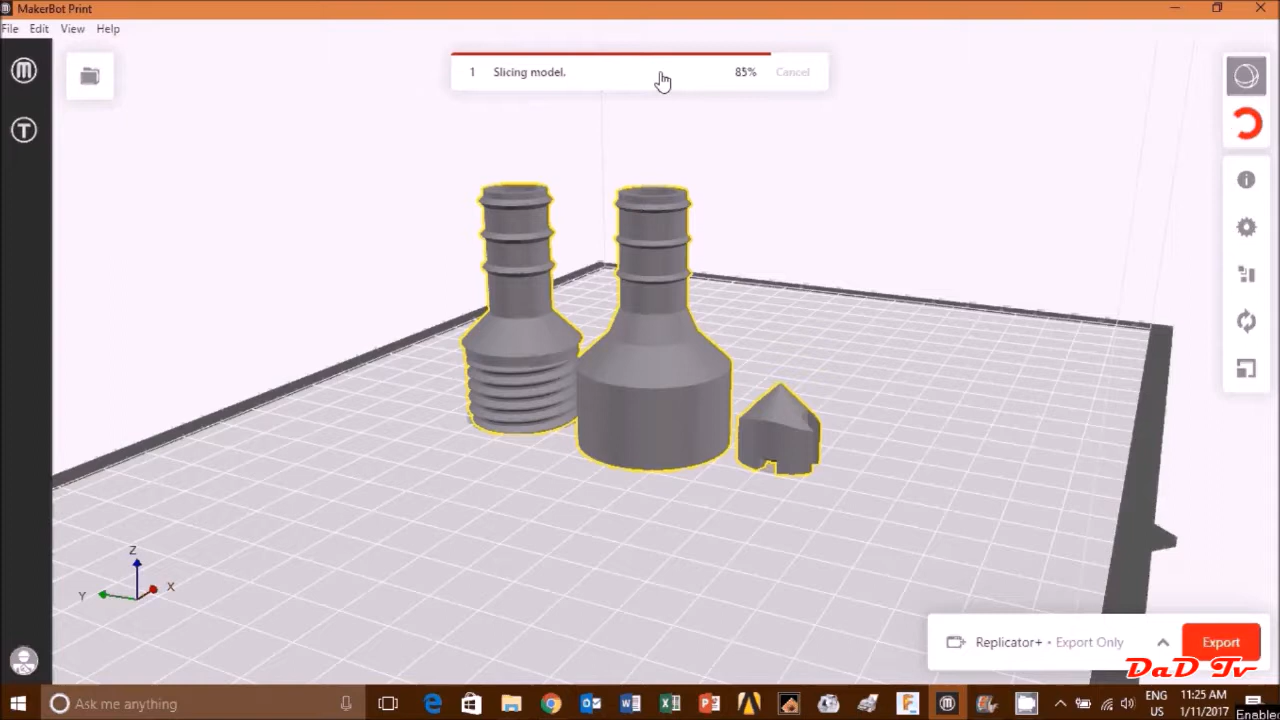 MakerBot Print
File Edit View Help
1 Slicing model. 85% Cancel
T
Z
Y X
Replicator+ • Export Only Export
DaD Tv
Ask me anything
ENG 11:25 AM
US 1/11/2017
Enabled